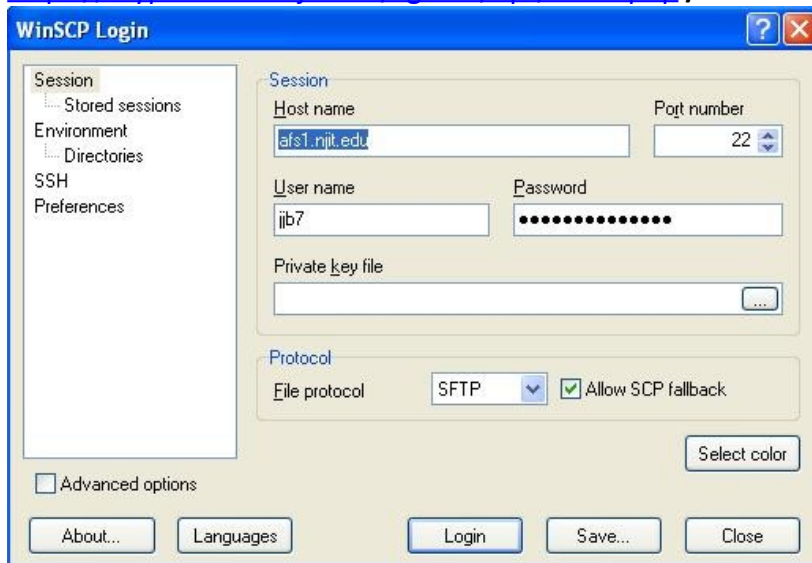 WinSCP Login
Session
Stored sessions
Environment
Directories
SSH
Preferences
Session
Host name
Port number
afs1.njit.edu
22
User name
Password
jjb7
●●●●●●●●●●●●●●
Private key file
...
Protocol
File protocol
SFTP
Allow SCP fallback
Select color
Advanced options
About...
Languages
Login
Save...
Close